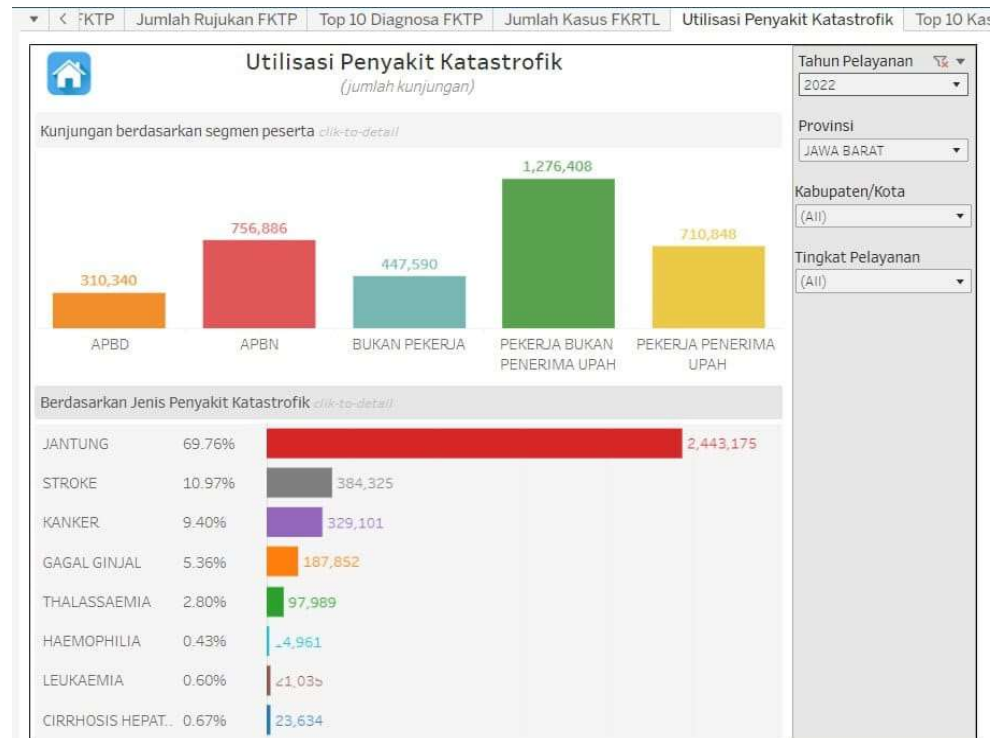 FKTP Jumlah Rujukan FKTP Top 10 Diagnosa FKTP Jumlah Kasus FKRTL Utilisasi Penyakit Katastrofik Top 10 Kas
Utilisasi Penyakit Katastrofik
(jumlah kunjungan)
Kunjungan berdasarkan segmen peserta clik-to-detail
1,276,408
756,886
710,848
447,590
310,340
APBD APBN BUKAN PEKERJA PEKERJA BUKAN PENERIMA UPAH PEKERJA PENERIMA UPAH
Berdasarkan Jenis Penyakit Katastrofik clik-to-detail
JANTUNG 69.76% 2,443,175
STROKE 10.97% 384,325
KANKER 9.40% 329,101
GAGAL GINJAL 5.36% 187,852
THALASSAEMIA 2.80% 97,989
HAEMOPHILIA 0.43%
LEUKAEMIA 0.60%
CIRRHOSIS HEPAT.. 0.67% 23,634
Tahun Pelayanan
2022
Provinsi
JAWA BARAT
Kabupaten/Kota
(All)
Tingkat Pelayanan
(All)